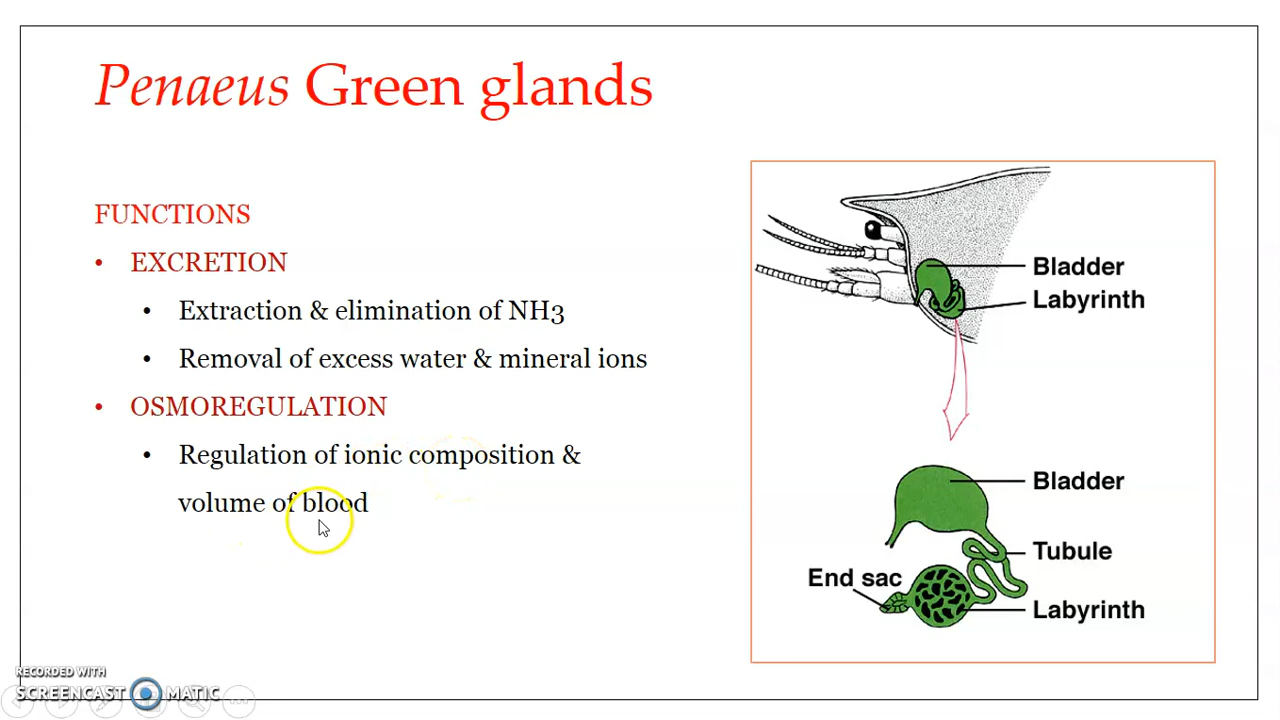 Penaeus Green glands
FUNCTIONS
• EXCRETION
• Extraction & elimination of NH3
• Removal of excess water & mineral ions
• OSMOREGULATION
• Regulation of ionic composition &
volume of blood
Bladder
Labyrinth
Bladder
Tubule
End sac
Labyrinth
RECORDED WITH
SCREENCAST MATIC